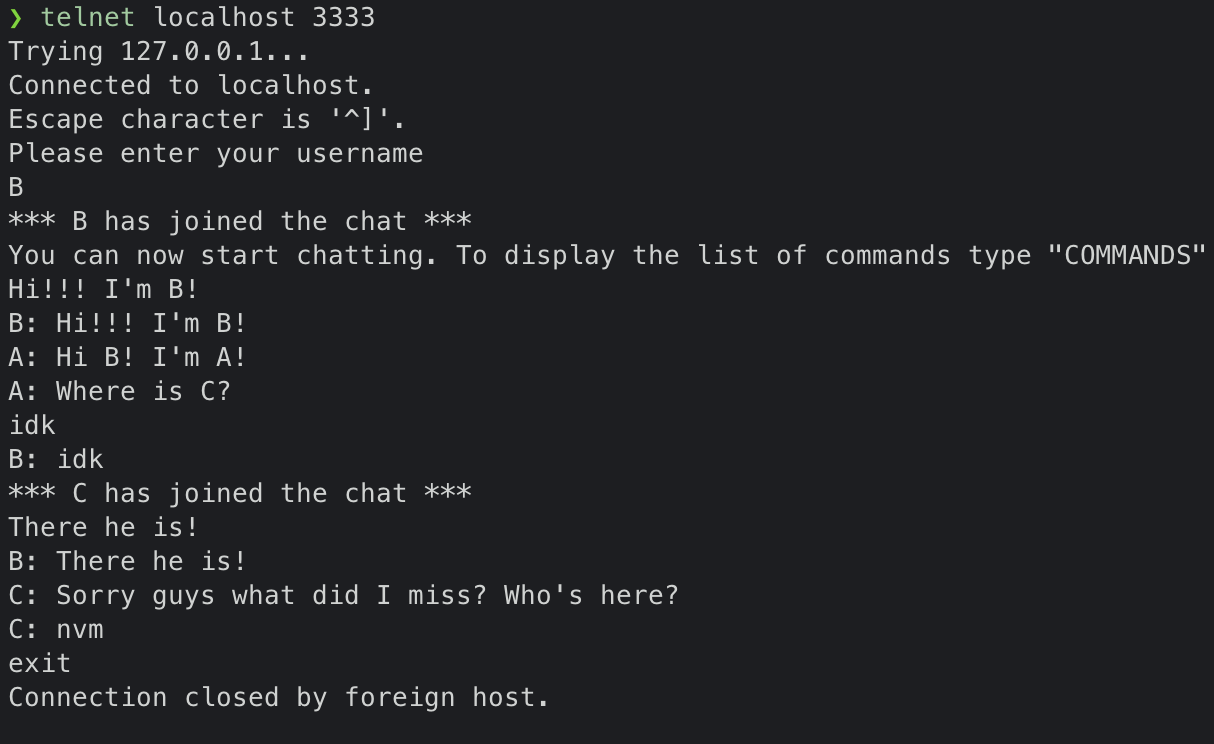 ❯ telnet localhost 3333
Trying 127.0.0.1...
Connected to localhost.
Escape character is '^]'.
Please enter your username
B
*** B has joined the chat ***
You can now start chatting. To display the list of commands type "COMMANDS"
Hi!!! I'm B!
B: Hi!!! I'm B!
A: Hi B! I'm A!
A: Where is C?
idk
B: idk
*** C has joined the chat ***
There he is!
B: There he is!
C: Sorry guys what did I miss? Who's here?
C: nvm
exit
Connection closed by foreign host.